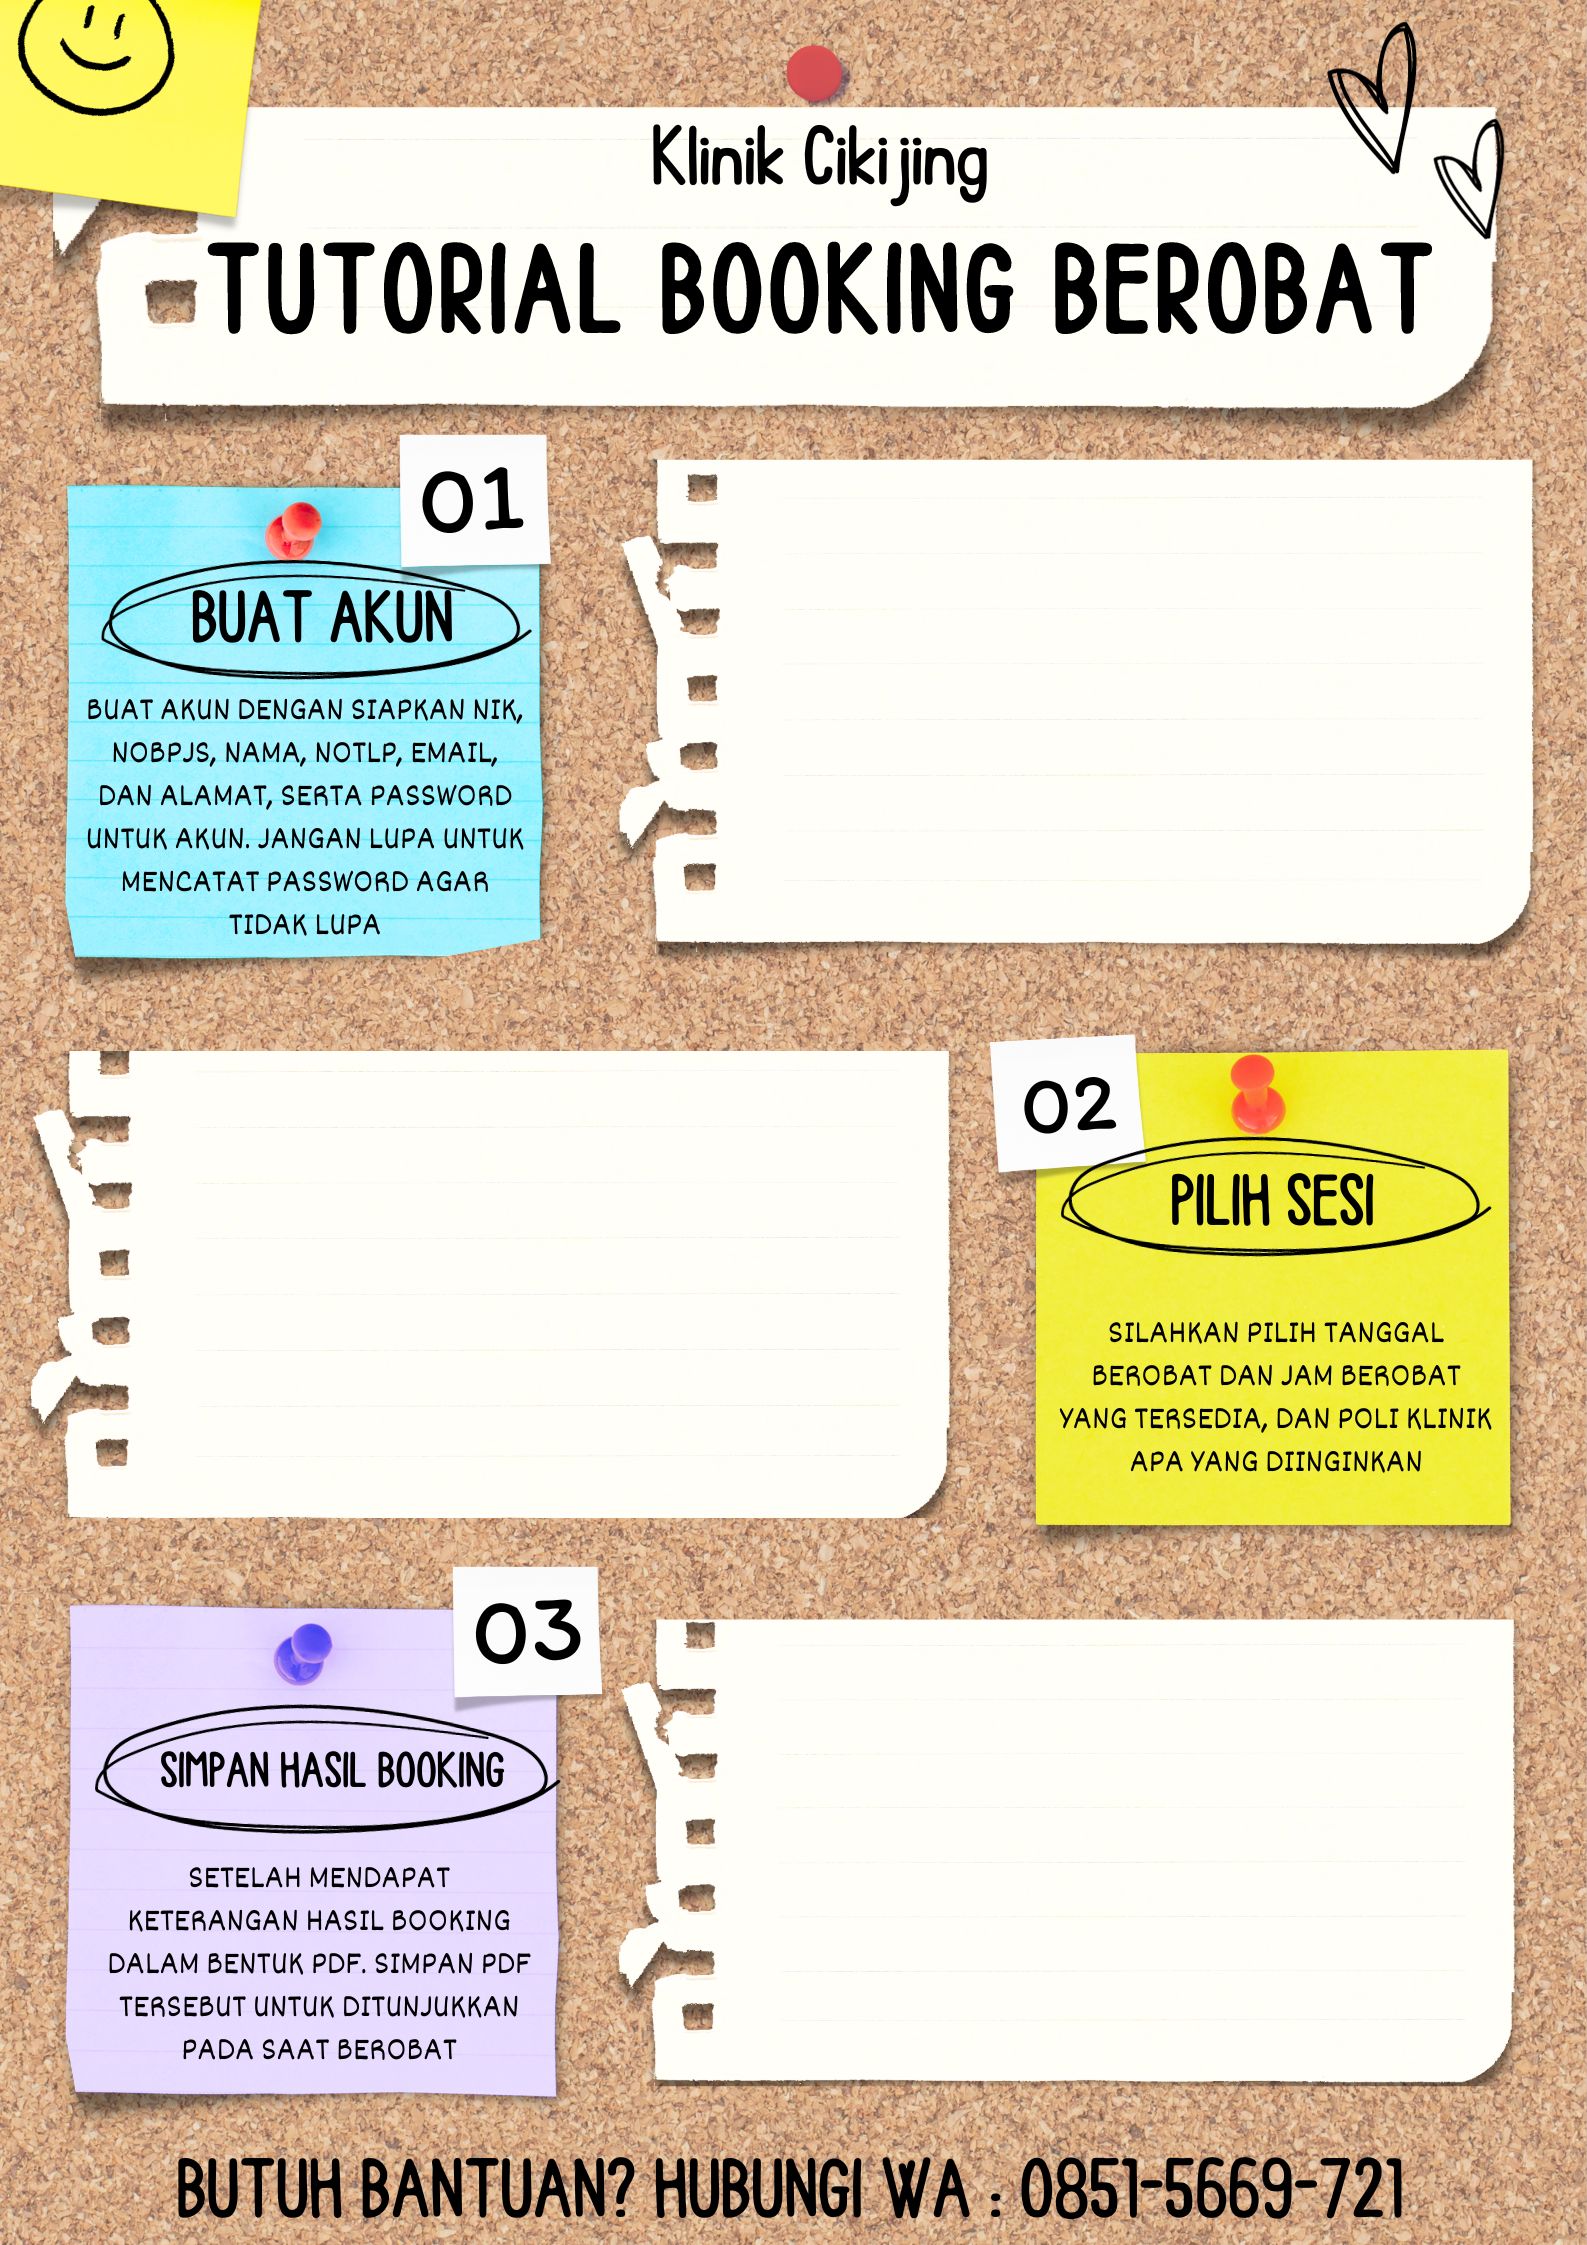 Klinik Cikijing
TUTORIAL BOOKING BEROBAT
01
BUAT AKUN
BUAT AKUN DENGAN SIAPKAN NIK,
NOBPJS, NAMA, NOTLP, EMAIL,
DAN ALAMAT, SERTA PASSWORD
UNTUK AKUN. JANGAN LUPA UNTUK
MENCATAT PASSWORD AGAR
TIDAK LUPA
02
PILIH SESI
SILAHKAN PILIH TANGGAL
BEROBAT DAN JAM BEROBAT
YANG TERSEDIA, DAN POLI KLINIK
APA YANG DIINGINKAN
03
SIMPAN HASIL BOOKING
SETELAH MENDAPAT
KETERANGAN HASIL BOOKING
DALAM BENTUK PDF. SIMPAN PDF
TERSEBUT UNTUK DITUNJUKKAN
PADA SAAT BEROBAT
BUTUH BANTUAN? HUBUNGI WA : 0851-5669-721